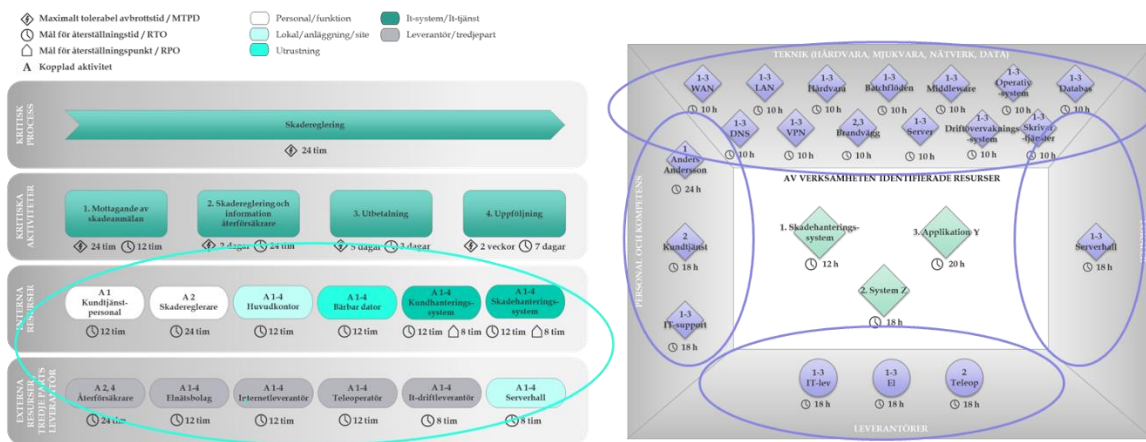 Maximalt tolerabel avbrottstid / MTPD
Mål för återställningstid / RTO
Mål för återställningspunkt / RPO
A Kopplad aktivitet
Personal/funktion
Lokal/anläggning/site
Utrustning
It-system/It-tjänst
Leverantör/tredjepart
KRITISK
PROCESS
Skadereglering
24 tim
KRITISKA
AKTIVITETER
1. Mottagande av
skadeanmälan
24 tim 12 tim
2. Skadereglering och
information
återförsäkrare
2 dagar 24 tim
3. Utbetalning
5 dagar 3 dagar
4. Uppföljning
2 veckor 7 dagar
INTERNA
RESURSER
A 1
Kundtjänst-
personal
12 tim
A 2
Skadereglerare
24 tim
A 1-4
Huvudkontor
12 tim
A 1-4
Bärbar dator
12 tim
A 1-4
Kundhanterings-
system
12 tim 8 tim
A 1-4
Skadehanterings-
system
12 tim 8 tim
EXTERNA
RESURSER /
TREDJE PARTS
LEVERANTÖR
A 2, 4
Återförsäkrare
24 tim
A 1-4
Elnätsbolag
12 tim
A 1-4
Internetleverantör
12 tim
A 1-4
Teleoperatör
12 tim
A 1-4
It-driftleverantör
8 tim
A 1-4
Serverhall
8 tim
TEKNIK (HÅRDVARA, MJUKVARA, NÄTVERK, DATA)
1-3
WAN
10 h
1-3
LAN
10 h
1-3
Hårdvara
10 h
1-3
Batchflöden
10 h
1-3
Middleware
10 h
1-3
Operativ
-system
10 h
1-3
Databas
10 h
1-3
DNS
10 h
1-3
VPN
10 h
2,3
Brandvägg
10 h
1-3
Server
10 h
1-3
Driftövervaknings-
system
10 h
1-3
Skrivar
-tjänster
10 h
PERSONAL OCH KOMPETENS
1
Anders
Andersson
24 h
2
Kundtjänst
18 h
1-3
IT-support
18 h
AV VERKSAMHETEN IDENTIFIERADE RESURSER
1. Skadehanterings-
system
12 h
3. Applikation Y
20 h
2. System Z
18 h
1-3
Serverhall
18 h
1-3
IT-lev
18 h
1-3
El
18 h
2
Teleop
18 h
LEVERANTÖRER